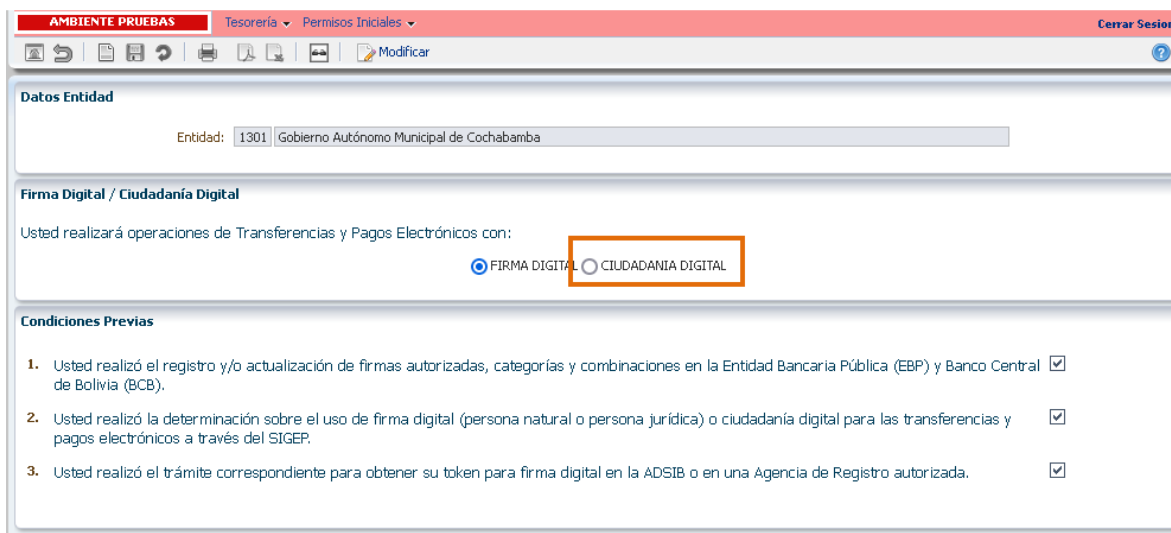 AMBIENTE PRUEBAS Tesorería Permisos Iniciales Cerrar Sesion
Modificar
Datos Entidad
Entidad: 1301 Gobierno Autónomo Municipal de Cochabamba
Firma Digital / Ciudadanía Digital
Usted realizará operaciones de Transferencias y Pagos Electrónicos con:
FIRMA DIGITAL CIUDADANIA DIGITAL
Condiciones Previas
1. Usted realizó el registro y/o actualización de firmas autorizadas, categorías y combinaciones en la Entidad Bancaria Pública (EBP) y Banco Central
de Bolivia (BCB).
2. Usted realizó la determinación sobre el uso de firma digital (persona natural o persona jurídica) o ciudadanía digital para las transferencias y
pagos electrónicos a través del SIGEP.
3. Usted realizó el trámite correspondiente para obtener su token para firma digital en la ADSIB o en una Agencia de Registro autorizada.